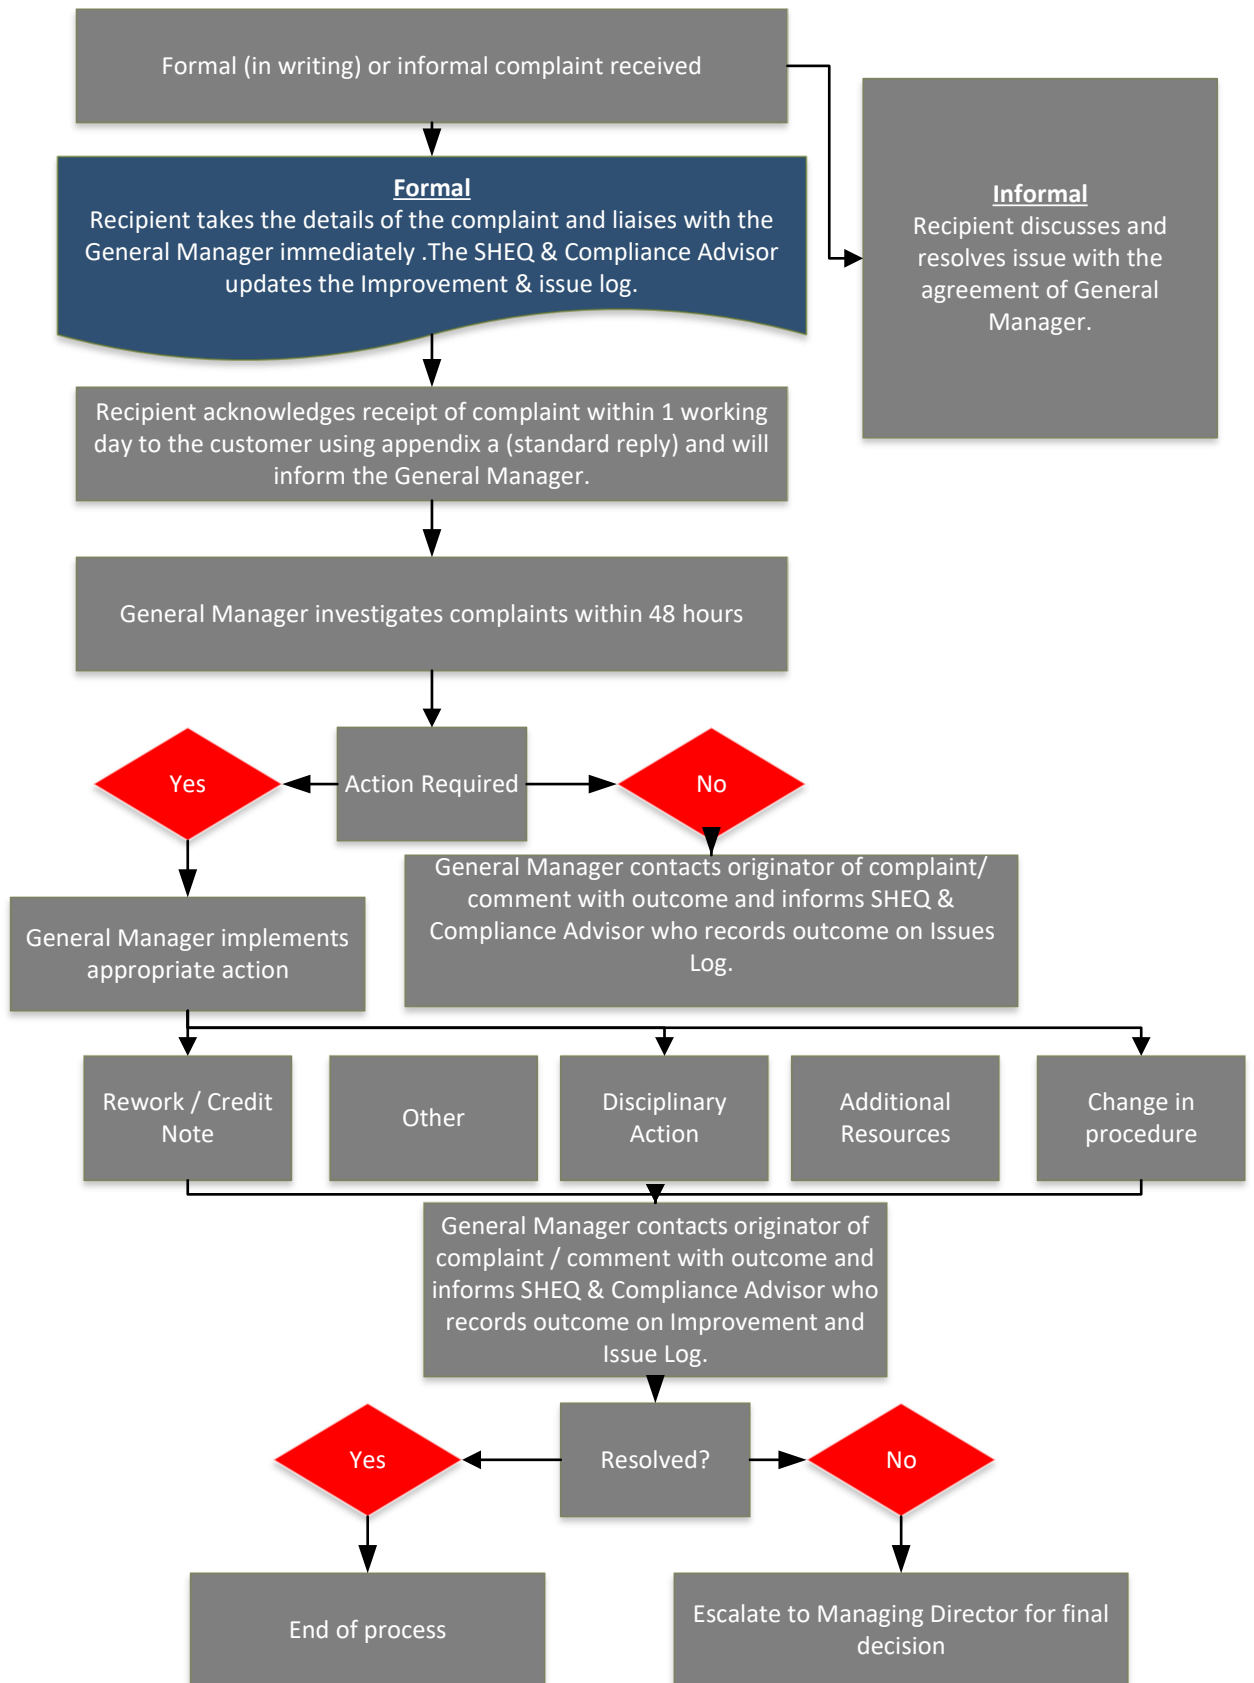 Formal (in writing) or informal complaint received
Formal
Recipient takes the details of the complaint and liaises with the
General Manager immediately .The SHEQ & Compliance Advisor
updates the Improvement & issue log.
Informal
Recipient discusses and
resolves issue with the
agreement of General
Manager.
Recipient acknowledges receipt of complaint within 1 working
day to the customer using appendix a (standard reply) and will
inform the General Manager.
General Manager investigates complaints within 48 hours
Yes
Action Required
No
General Manager contacts originator of complaint/
comment with outcome and informs SHEQ &
Compliance Advisor who records outcome on Issues
Log.
General Manager implements
appropriate action
Rework / Credit
Note
Other
Disciplinary
Action
Additional
Resources
Change in
procedure
General Manager contacts originator of
complaint / comment with outcome and
informs SHEQ & Compliance Advisor who
records outcome on Improvement and
Issue Log.
Yes
Resolved?
No
End of process
Escalate to Managing Director for final
decision